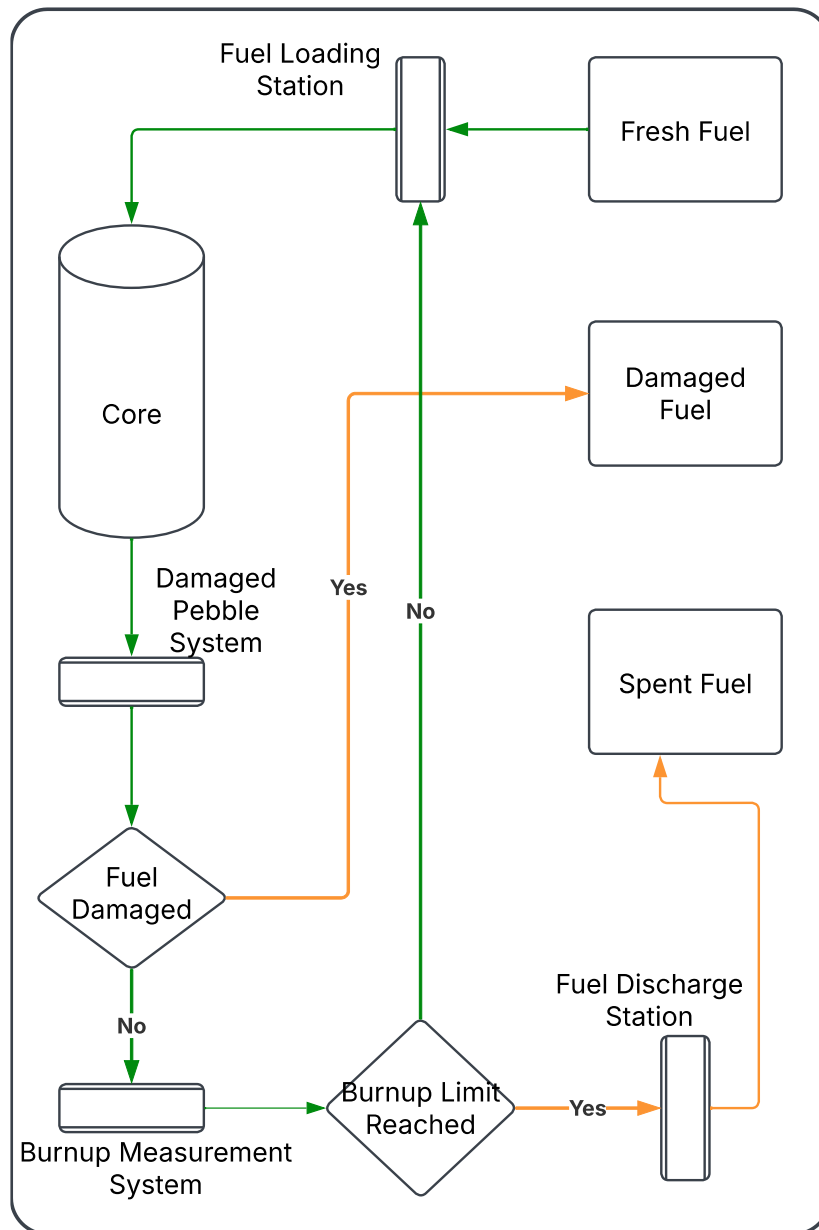 Fuel Loading
Station
Fresh Fuel
Damaged
Fuel
Core
Damaged
Pebble
System
Yes
No
Spent Fuel
Fuel
Damaged
No
Fuel Discharge
Station
Burnup Limit
Reached
Yes
Burnup Measurement
System